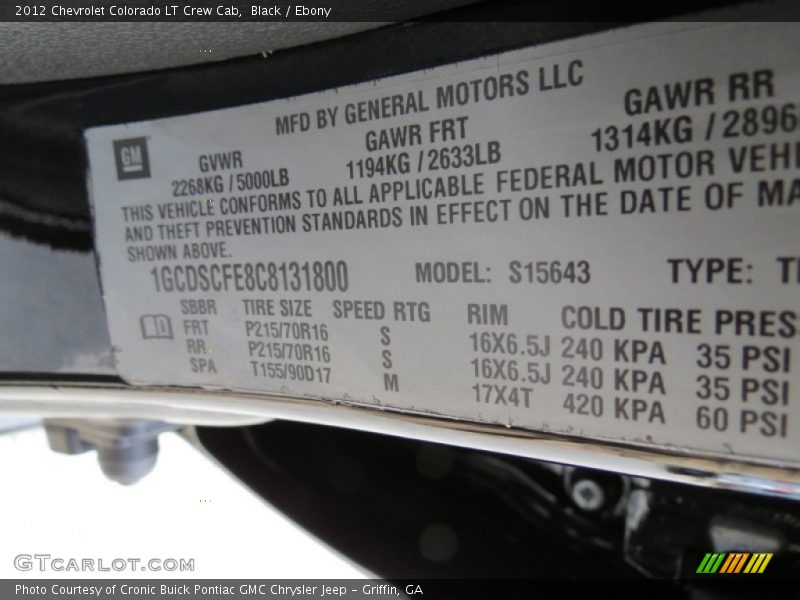 2012 Chevrolet Colorado LT Crew Cab, Black / Ebony
MFD BY GENERAL MOTORS LLC
GM
GVWR GAWR FRT GAWR RR
2268KG / 5000LB 1194KG / 2633LB 1314KG / 2896
THIS VEHICLE CONFORMS TO ALL APPLICABLE FEDERAL MOTOR VEHI
AND THEFT PREVENTION STANDARDS IN EFFECT ON THE DATE OF MA
SHOWN ABOVE.
1GCDSCFE8C8131800 MODEL: S15643 TYPE:
SBBR TIRE SIZE SPEED RTG RIM COLD TIRE PRES
FRT P215/70R16 S 16X6.5J 240 KPA 35 PSI
RR P215/70R16 S 16X6.5J 240 KPA 35 PSI
SPA T155/90D17 M 17X4T 420 KPA 60 PSI
GTcarlot.com
Photo Courtesy of Cronic Buick Pontiac GMC Chrysler Jeep – Griffin, GA